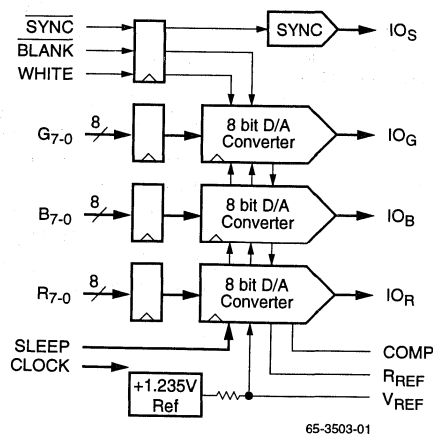 SYNC
SYNC
IOS
BLANK
WHITE
G7-0
8
8 bit D/A
Converter
IOG
B7-0
8
8 bit D/A
Converter
IOB
R7-0
8
8 bit D/A
Converter
IOR
SLEEP
CLOCK
COMP
RREF
+1.235V
Ref
VREF
65-3503-01